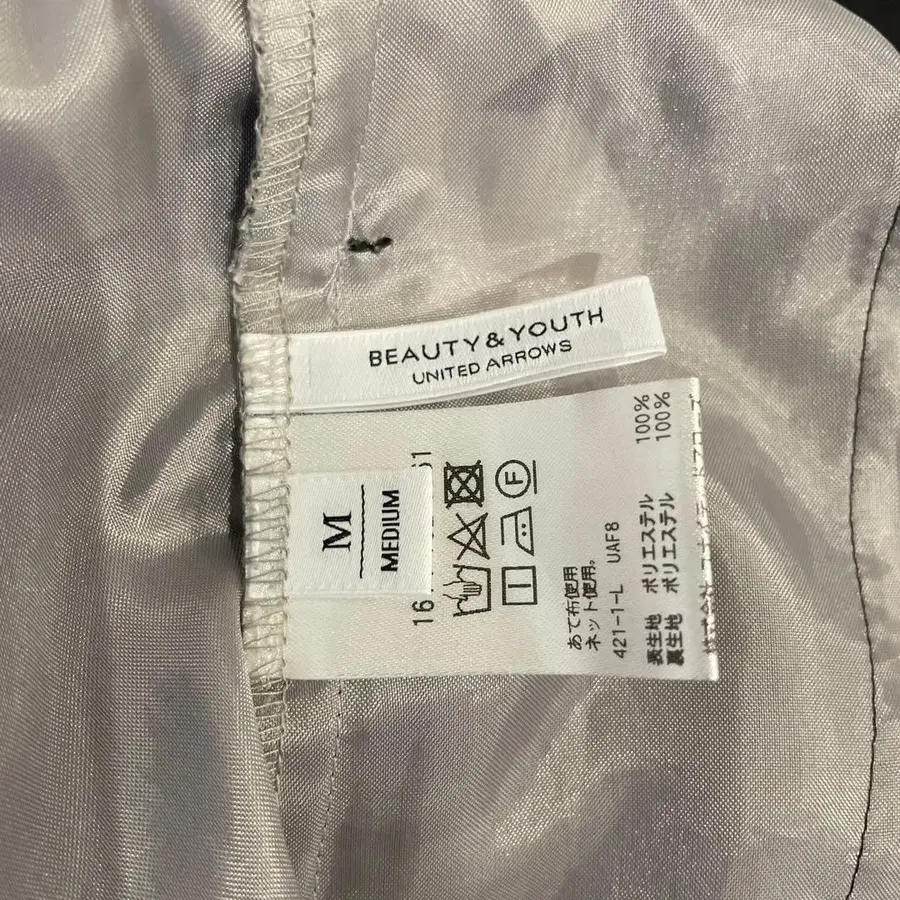 BEAUTY & YOUTH
UNITED ARROWS
M
MEDIUM
16
61
F
あて布使用
ネット使用。
421-1-L UAF8
表生地 ポリエステル 100%
裏生地 ポリエステル 100%